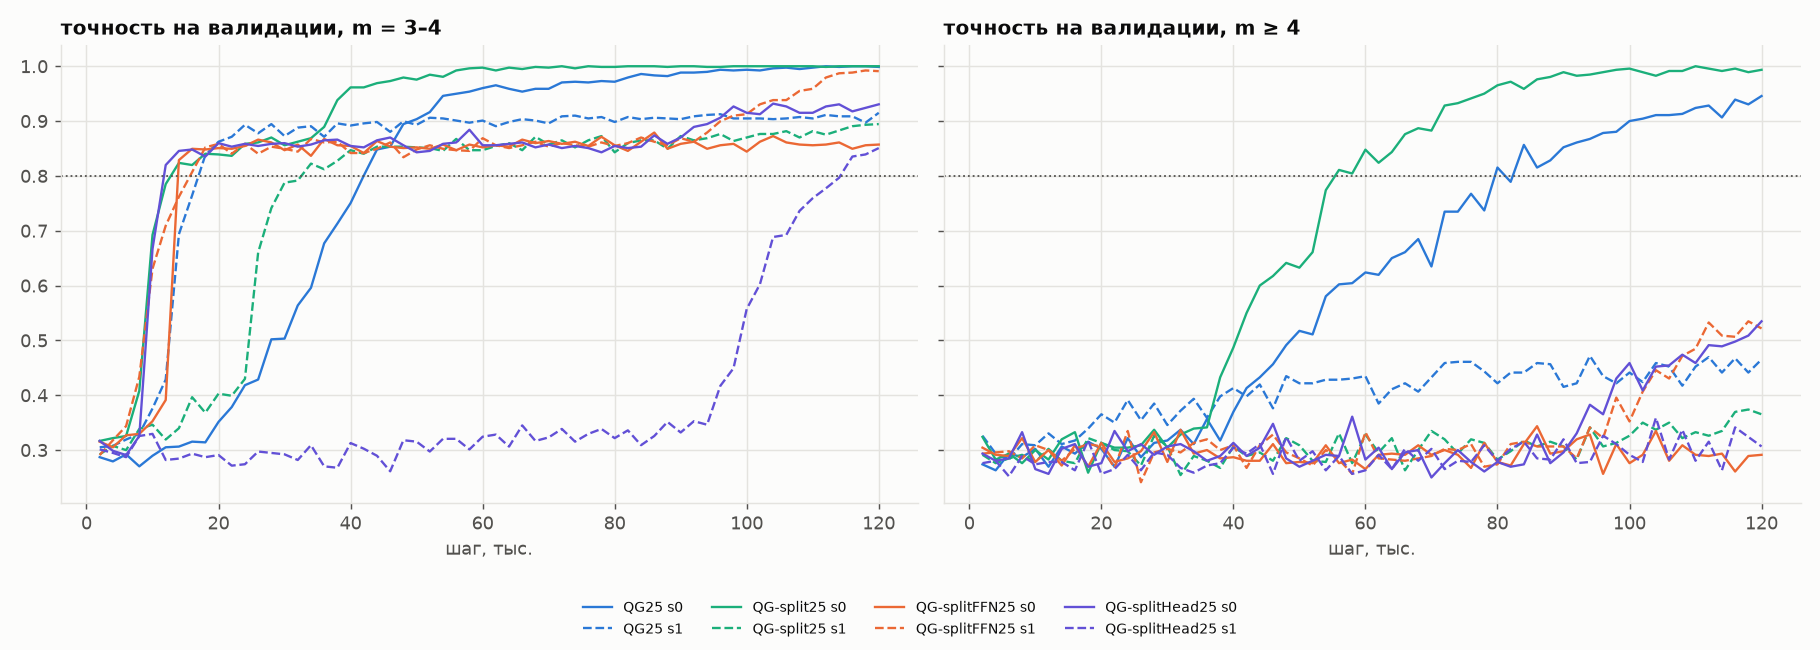 точность на валидации, m = 3–4
точность на валидации, m ≥ 4
1.0
0.9
0.8
0.7
0.6
0.5
0.4
0.3
0 20 40 60 80 100 120
0 20 40 60 80 100 120
шаг, тыс.
шаг, тыс.
QG25 s0 QG-split25 s0 QG-splitFFN25 s0 QG-splitHead25 s0
QG25 s1 QG-split25 s1 QG-splitFFN25 s1 QG-splitHead25 s1